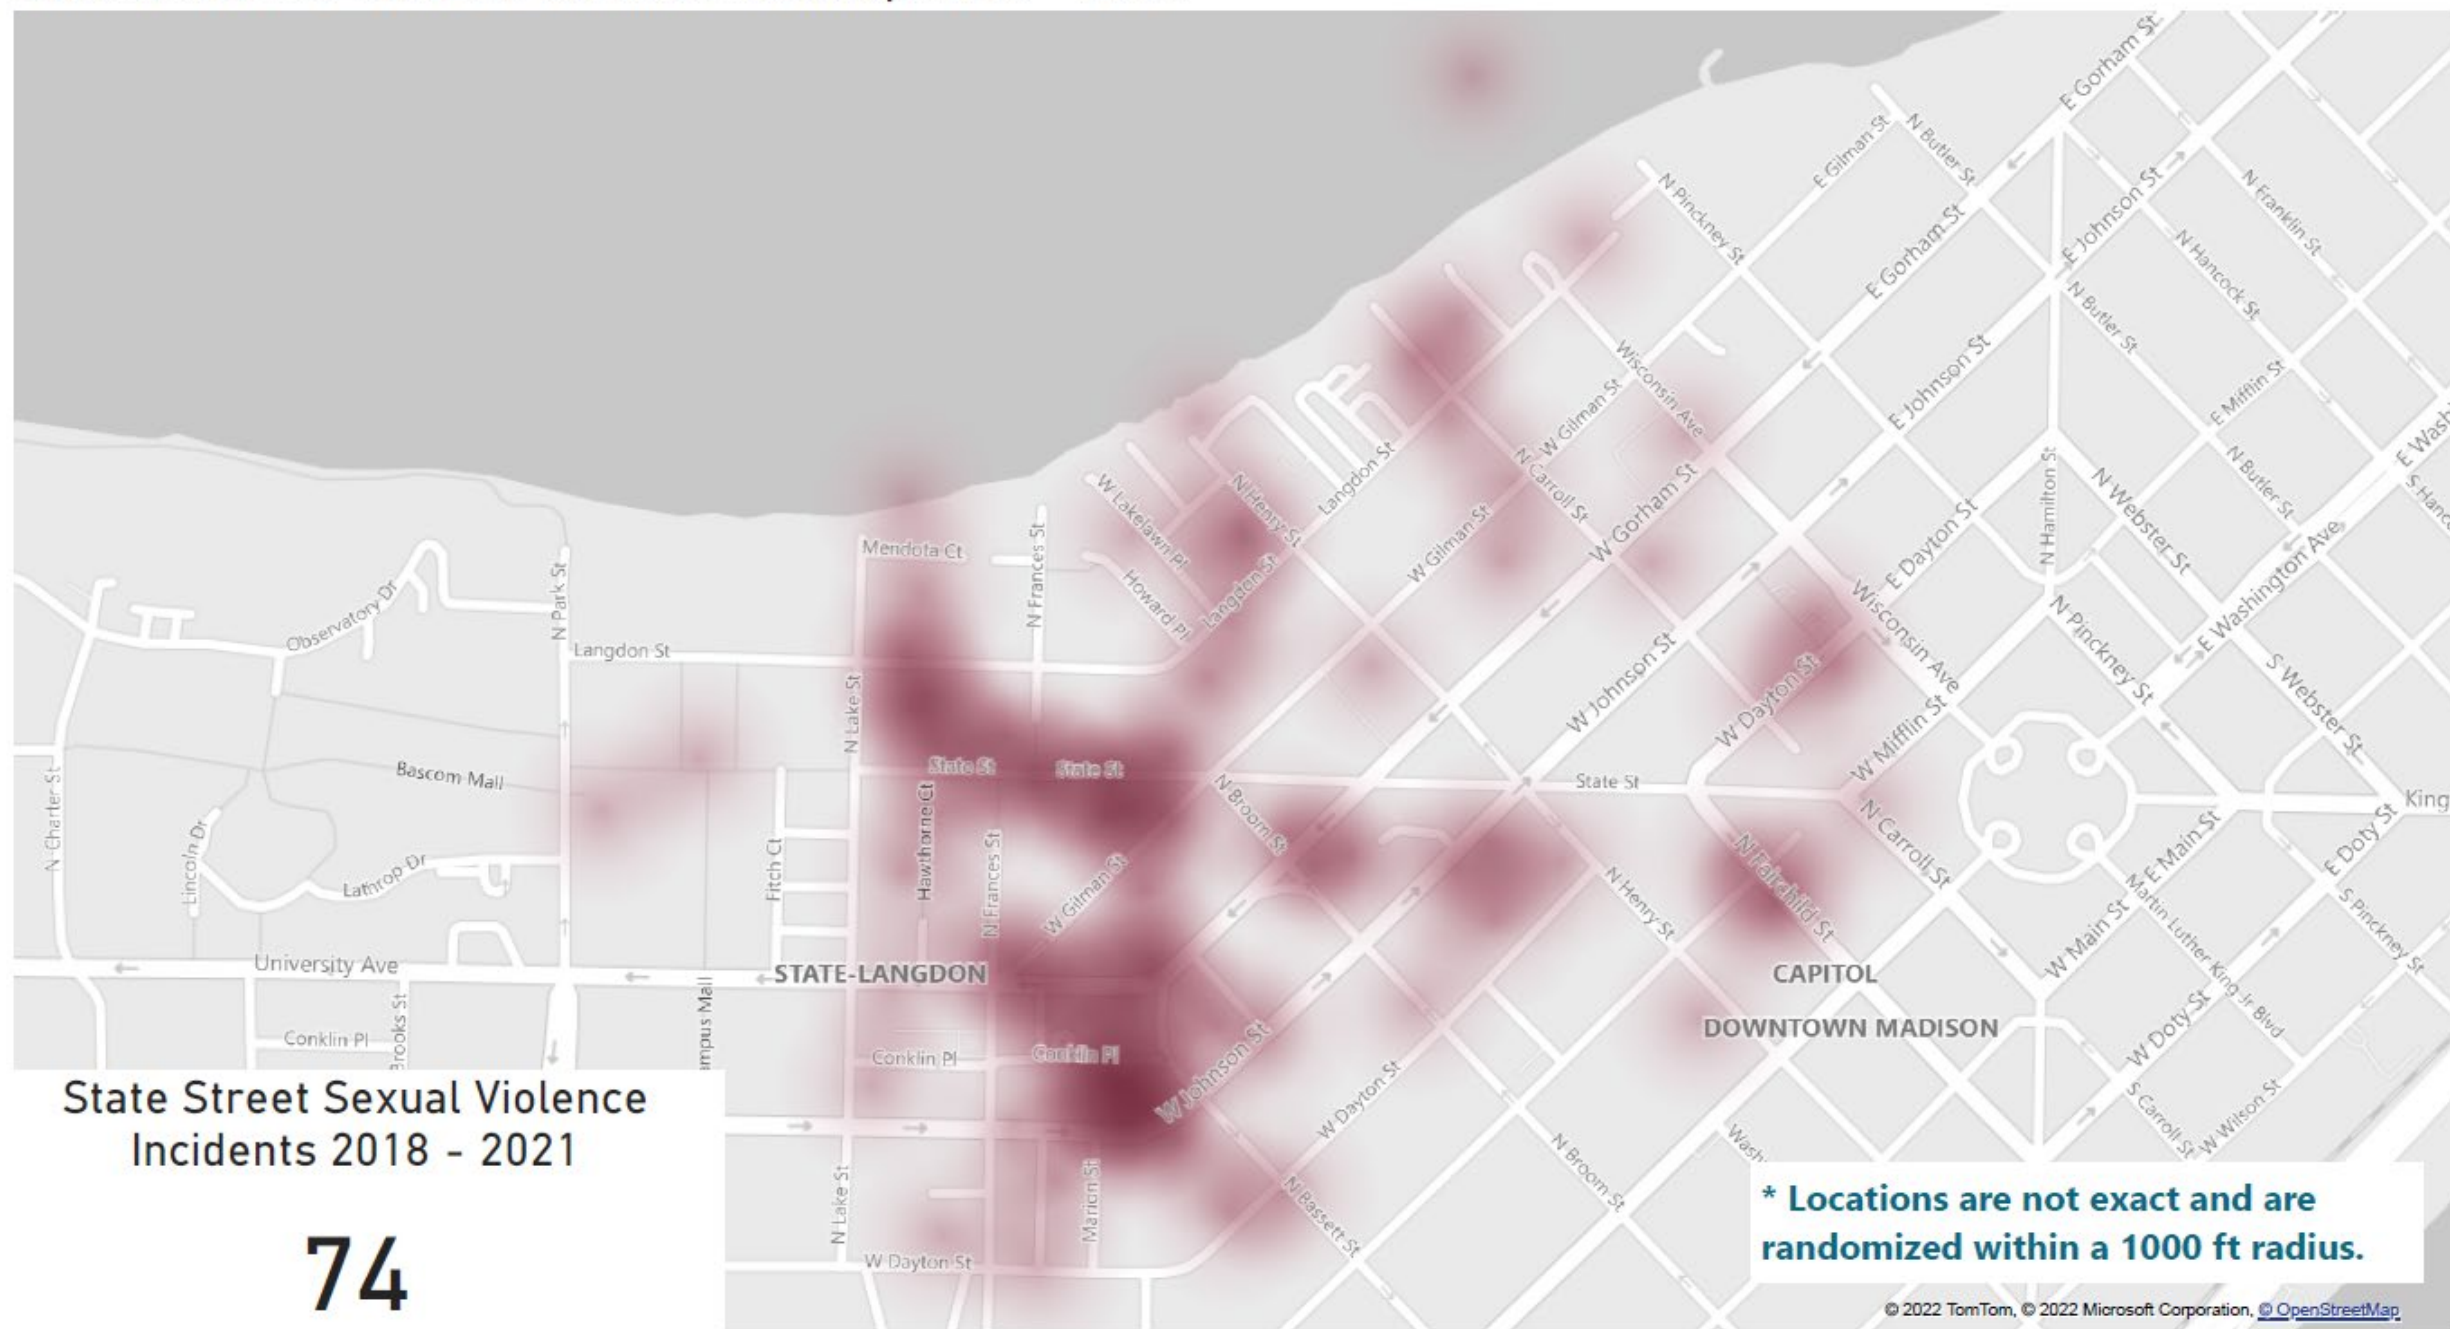 E Gorham St
N Butler St
E Gilman St
N Pinckney St
E Johnson St
N Franklin St
E Gorham St
N Hancock St
N Butler St
E Johnson St
Wisconsin Ave
W Gilman St
E Mifflin St
E Wash
N Carroll St
Langdon St
W Gorham St
N Henry St
W Lakelawn Pl
W Gilman St
N Hamilton St
N Webster St
N Butler St
S Hanc
E Dayton St
E Washington Ave
Mendota Ct
N Frances St
Howard Pl
Langdon St
Observatory Dr
N Park St
Langdon St
Wisconsin Ave
N Pinckney St
W Johnson St
W Dayton St
W Mifflin St
S Webster St
N Lake St
State St
State St
State St
Bascom Mall
N Charter St
Lincoln Dr
Lathrop Dr
Fitch Ct
Hawthorne Ct
N Frances St
W Gilman St
N Broom St
N Henry St
N Fairchild St
N Carroll St
King
E Main St
E Doty St
S Pinckney St
Martin Luther King Jr Blvd
W Main St
University Ave
STATE-LANGDON
CAPITOL
DOWNTOWN MADISON
Conklin Pl
Brooks St
ampus Mall
Conklin Pl
Conklin Pl
W Johnson St
W Dayton St
W Doty St
S Carroll St
W Wilson St
N Lake St
Marion St
W Dayton St
N Bassett St
N Broom St
Wash
State Street Sexual Violence
Incidents 2018 - 2021
74
* Locations are not exact and are
randomized within a 1000 ft radius.
© 2022 TomTom, © 2022 Microsoft Corporation, © OpenStreetMap